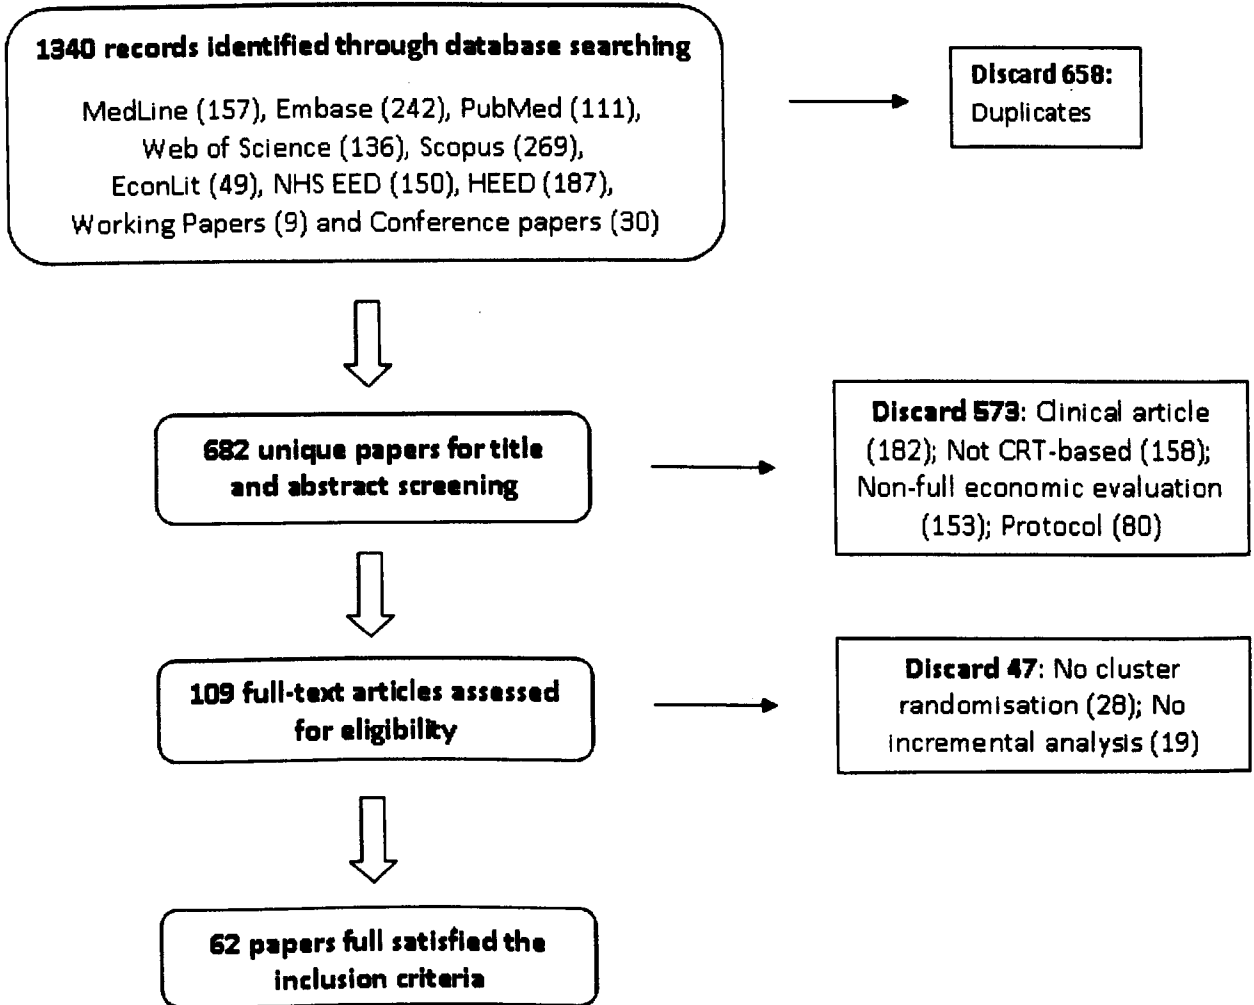 1340 records identified through database searching
MedLine (157), Embase (242), PubMed (111),
Web of Science (136), Scopus (269),
EconLit (49), NHS EED (150), HEED (187),
Working Papers (9) and Conference papers (30)
Discard 658:
Duplicates
682 unique papers for title
and abstract screening
Discard 573: Clinical article
(182); Not CRT-based (158);
Non-full economic evaluation
(153); Protocol (80)
109 full-text articles assessed
for eligibility
Discard 47: No cluster
randomisation (28); No
incremental analysis (19)
62 papers full satisfied the
inclusion criteria